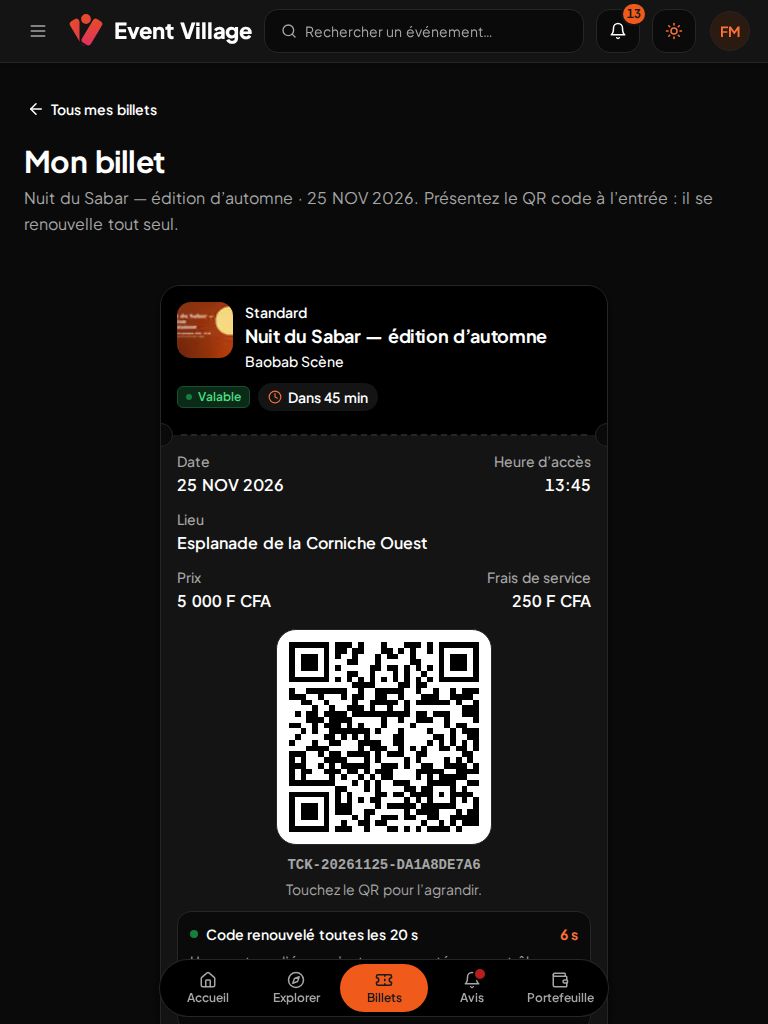 Event Village
Rechercher un événement…
13
FM
Tous mes billets
Mon billet
Nuit du Sabar — édition d’automne · 25 NOV 2026. Présentez le QR code à l’entrée : il se
renouvelle tout seul.
Standard
Nuit du Sabar — édition d’automne
Baobab Scène
Valable
Dans 45 min
Date
Heure d’accès
25 NOV 2026
13:45
Lieu
Esplanade de la Corniche Ouest
Prix
Frais de service
5 000 F CFA
250 F CFA
TCK-20261125-DA1A8DE7A6
Touchez le QR pour l’agrandir.
Code renouvelé toutes les 20 s
6 s
Accueil
Explorer
Billets
Avis
Portefeuille